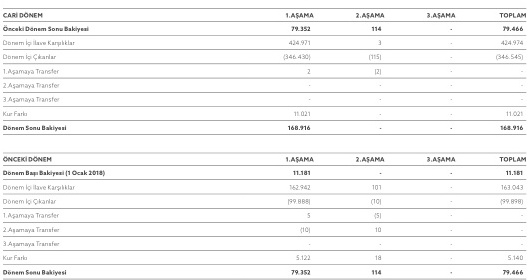 CARİ DÖNEM 1.AŞAMA 2.AŞAMA 3.AŞAMA TOPLAM
Önceki Dönem Sonu Bakiyesi 79.352 114 - 79.466
Dönem İçi İlave Karşılıklar 424.971 3 - 424.974
Dönem İçi Çıkanlar (346.430) (115) - (346.545)
1.Aşamaya Transfer 2 (2) - -
2.Aşamaya Transfer - - - -
3.Aşamaya Transfer - - - -
Kur Farkı 11.021 - - 11.021
Dönem Sonu Bakiyesi 168.916 - - 168.916
ÖNCEKİ DÖNEM 1.AŞAMA 2.AŞAMA 3.AŞAMA TOPLAM
Dönem Başı Bakiyesi (1 Ocak 2018) 11.181 - - 11.181
Dönem İçi İlave Karşılıklar 162.942 101 - 163.043
Dönem İçi Çıkanlar (99.888) (10) - (99.898)
1.Aşamaya Transfer 5 (5) - -
2.Aşamaya Transfer (10) 10 - -
3.Aşamaya Transfer - - - -
Kur Farkı 5.122 18 - 5.140
Dönem Sonu Bakiyesi 79.352 114 - 79.466